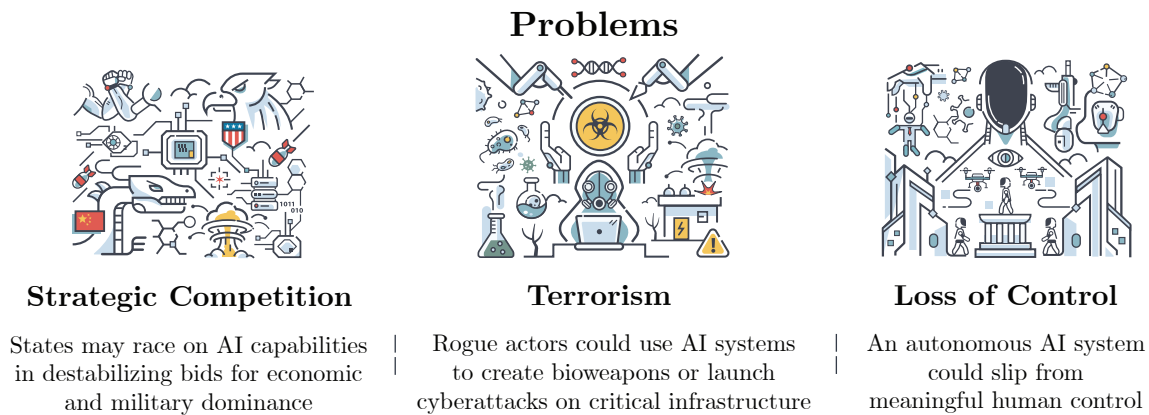 Problems
1011
010
Strategic Competition
States may race on AI capabilities
in destabilizing bids for economic
and military dominance
Terrorism
Rogue actors could use AI systems
to create bioweapons or launch
cyberattacks on critical infrastructure
Loss of Control
An autonomous AI system
could slip from
meaningful human control